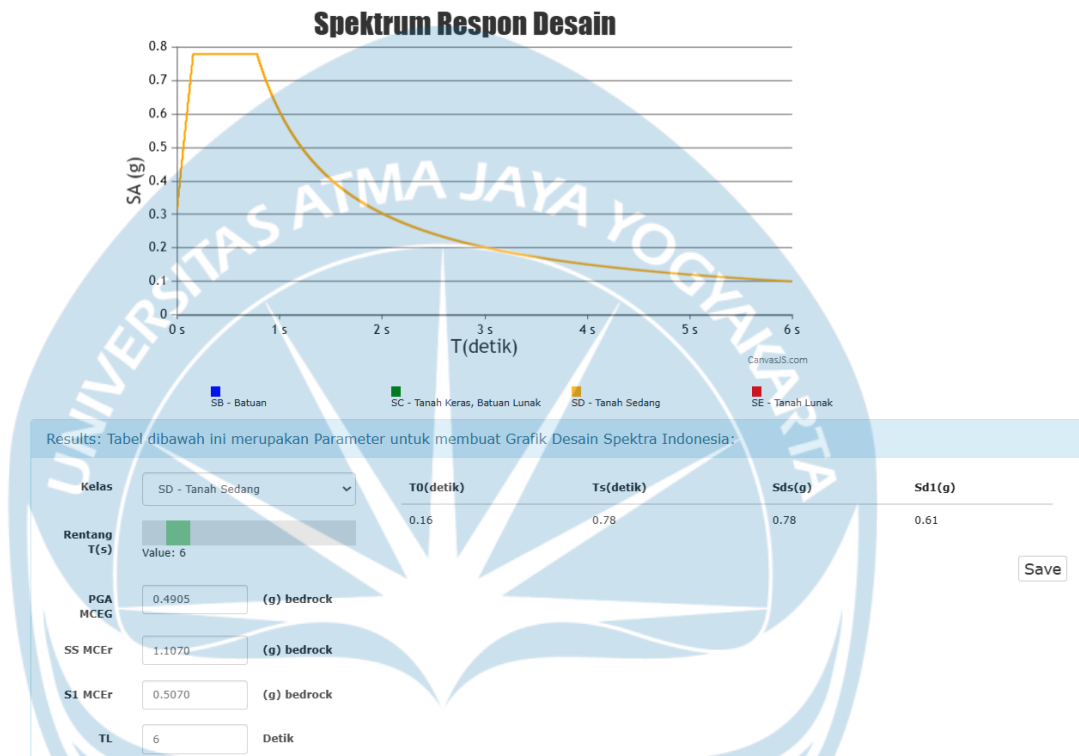 Spektrum Respon Desain
0.8
0.7
0.6
0.5
0.4
0.3
0.2
0.1
0
SA (g)
0 s 1 s 2 s 3 s 4 s 5 s 6 s
T(detik)
CanvasJS.com
SB - Batuan SC - Tanah Keras, Batuan Lunak SD - Tanah Sedang SE - Tanah Lunak
UNIVERSITAS ATMA JAYA YOGYAKARTA
Results: Tabel dibawah ini merupakan Parameter untuk membuat Grafik Desain Spektra Indonesia:
Kelas SD - Tanah Sedang
T0(detik) Ts(detik) Sds(g) Sd1(g)
0.16 0.78 0.78 0.61
Rentang
T(s)
Value: 6
Save
PGA
MCEG
0.4905 (g) bedrock
SS MCEr 1.1070 (g) bedrock
S1 MCEr 0.5070 (g) bedrock
TL 6 Detik